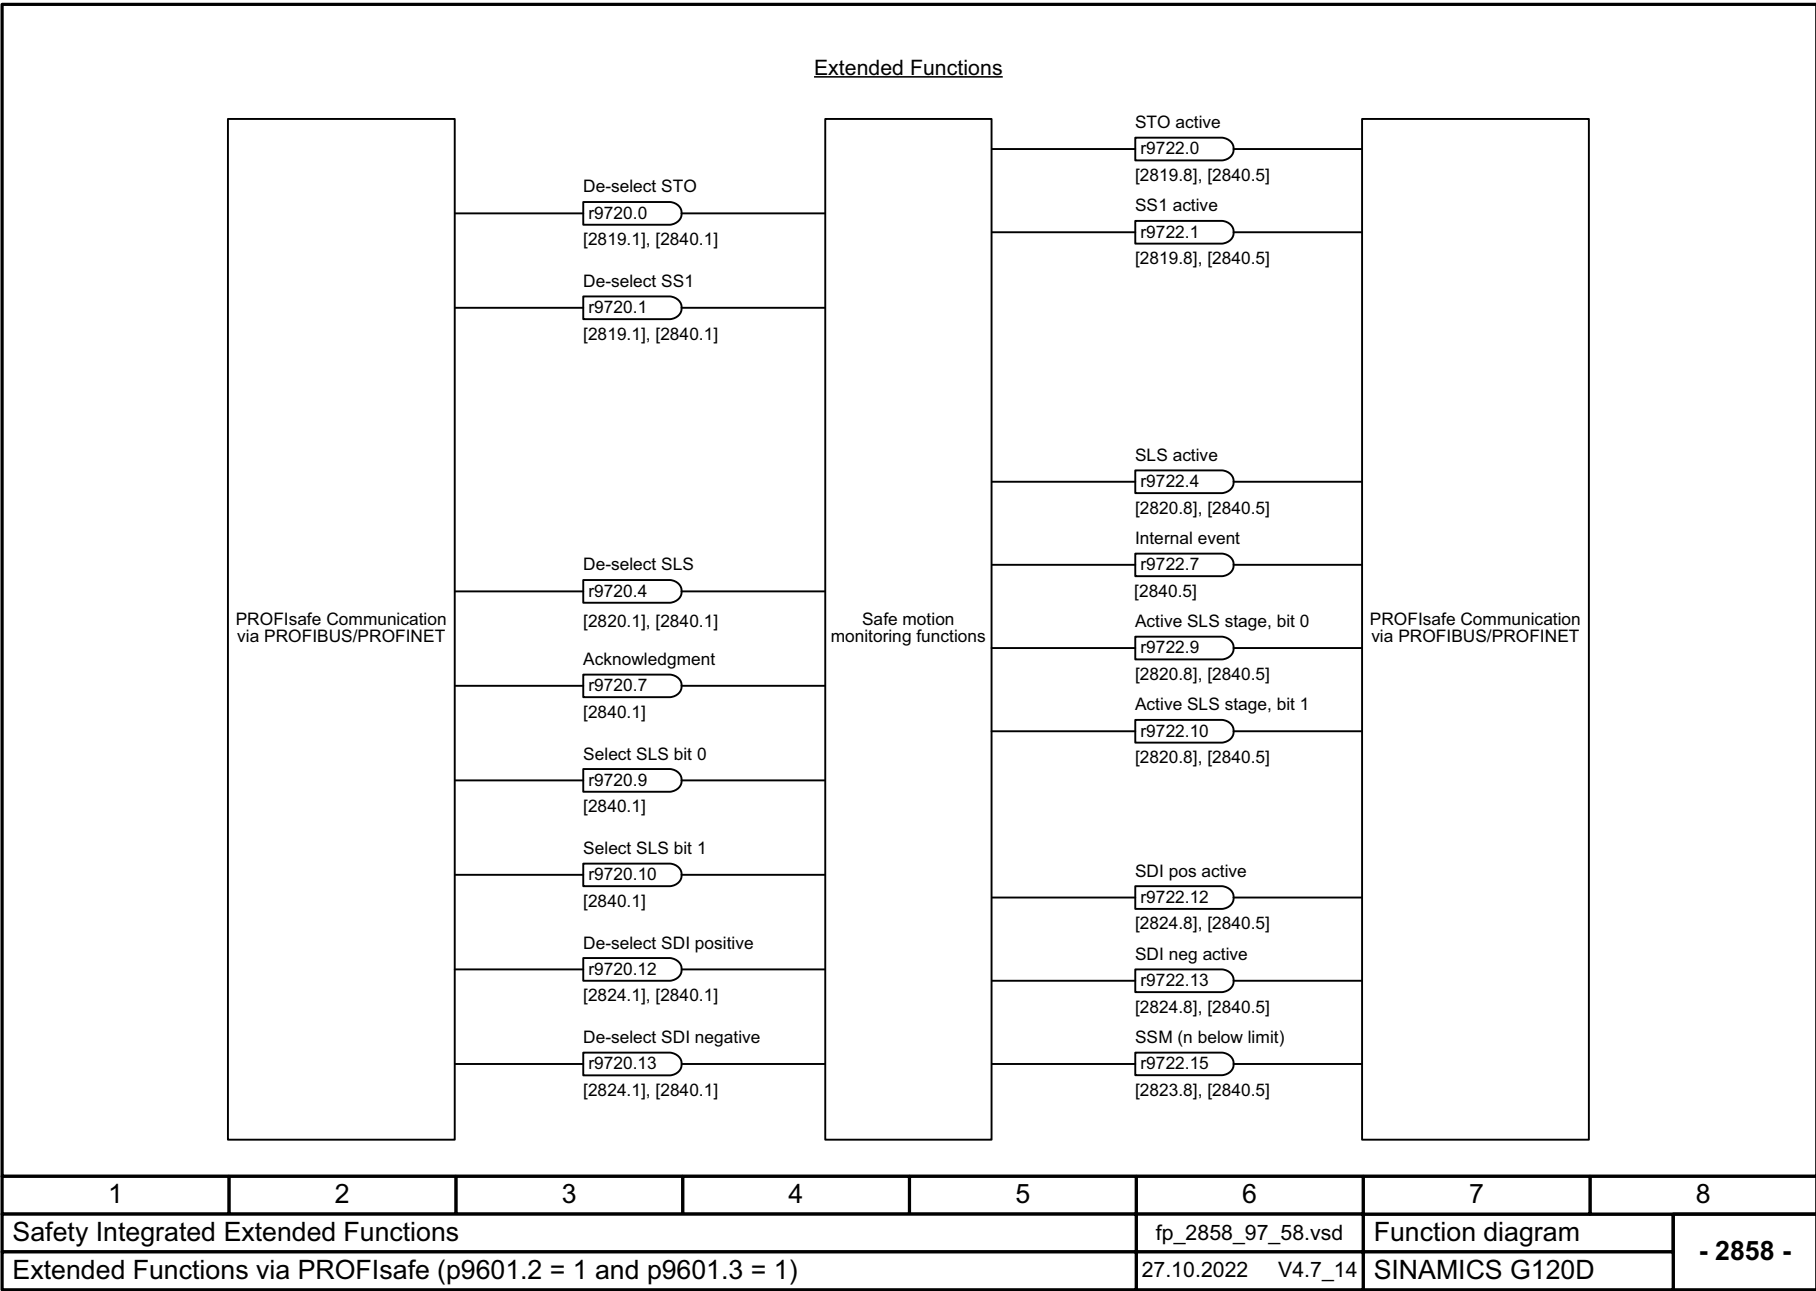 Extended Functions
PROFIsafe Communication
via PROFIBUS/PROFINET
De-select STO
r9720.0
[2819.1], [2840.1]
De-select SS1
r9720.1
[2819.1], [2840.1]
De-select SLS
r9720.4
[2820.1], [2840.1]
Acknowledgment
r9720.7
[2840.1]
Select SLS bit 0
r9720.9
[2840.1]
Select SLS bit 1
r9720.10
[2840.1]
De-select SDI positive
r9720.12
[2824.1], [2840.1]
De-select SDI negative
r9720.13
[2824.1], [2840.1]
Safe motion
monitoring functions
STO active
r9722.0
[2819.8], [2840.5]
SS1 active
r9722.1
[2819.8], [2840.5]
SLS active
r9722.4
[2820.8], [2840.5]
Internal event
r9722.7
[2840.5]
Active SLS stage, bit 0
r9722.9
[2820.8], [2840.5]
Active SLS stage, bit 1
r9722.10
[2820.8], [2840.5]
SDI pos active
r9722.12
[2824.8], [2840.5]
SDI neg active
r9722.13
[2824.8], [2840.5]
SSM (n below limit)
r9722.15
[2823.8], [2840.5]
PROFIsafe Communication
via PROFIBUS/PROFINET
1 2 3 4 5 6 7 8
Safety Integrated Extended Functions
fp_2858_97_58.vsd
Function diagram
- 2858 -
Extended Functions via PROFIsafe (p9601.2 = 1 and p9601.3 = 1)
27.10.2022 V4.7_14
SINAMICS G120D